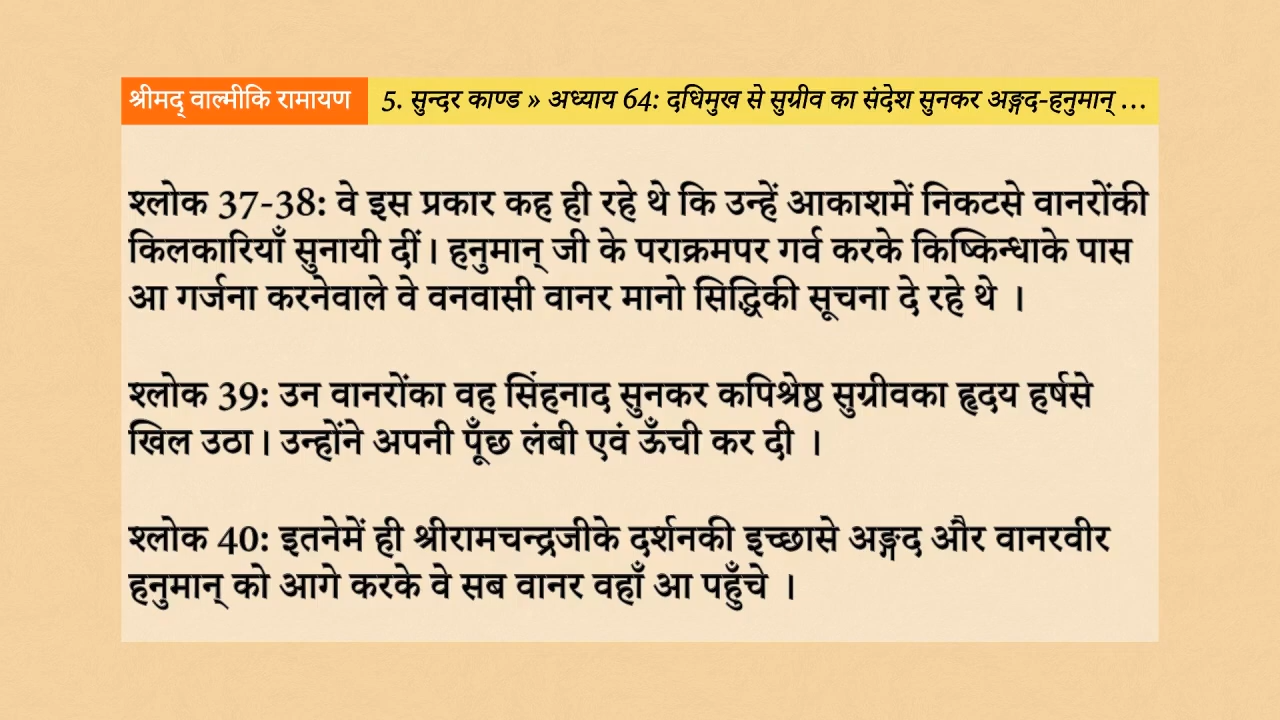 श्रीमद् वाल्मीकि रामायण 5. सुन्दर काण्ड » अध्याय 64: दधिमुख से सुग्रीव का संदेश सुनकर अङ्गद-हनुमान् ...
श्लोक 37-38: वे इस प्रकार कह ही रहे थे कि उन्हें आकाशमें निकटसे वानरोंकी
किलकारियाँ सुनायी दीं। हनुमान् जी के पराक्रमपर गर्व करके किष्किन्धाके पास
आ गर्जना करनेवाले वे वनवासी वानर मानो सिद्धिकी सूचना दे रहे थे ।
श्लोक 39: उन वानरोंका वह सिंहनाद सुनकर कपिश्रेष्ठ सुग्रीवका हृदय हर्षसे
खिल उठा। उन्होंने अपनी पूँछ लंबी एवं ऊँची कर दी ।
श्लोक 40: इतनेमें ही श्रीरामचन्द्रजीके दर्शनकी इच्छासे अङ्गद और वानरवीर
हनुमान् को आगे करके वे सब वानर वहाँ आ पहुँचे ।